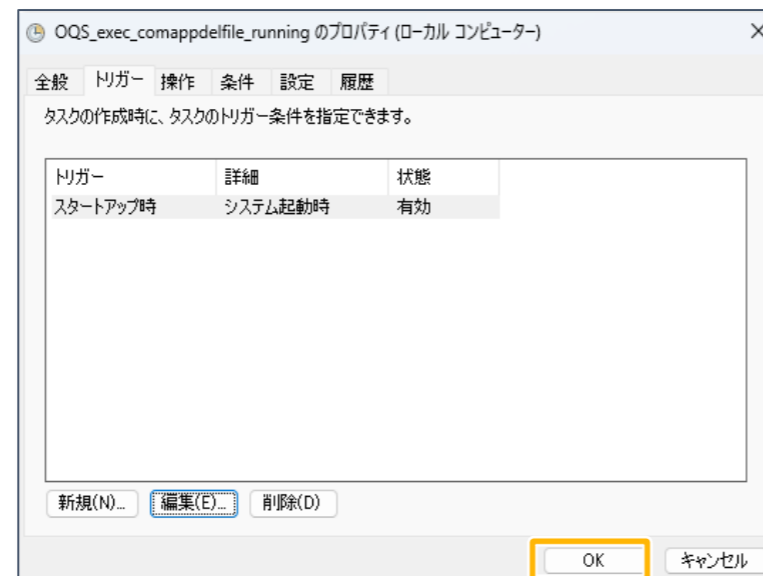 OQS_exec_comappdelfile_running のプロパティ (ローカル コンピューター)
全般 トリガー 操作 条件 設定 履歴
タスクの作成時に、タスクのトリガー条件を指定できます。
トリガー 詳細 状態
スタートアップ時 システム起動時 有効
新規(N)... 編集(E)... 削除(D)
OK キャンセル